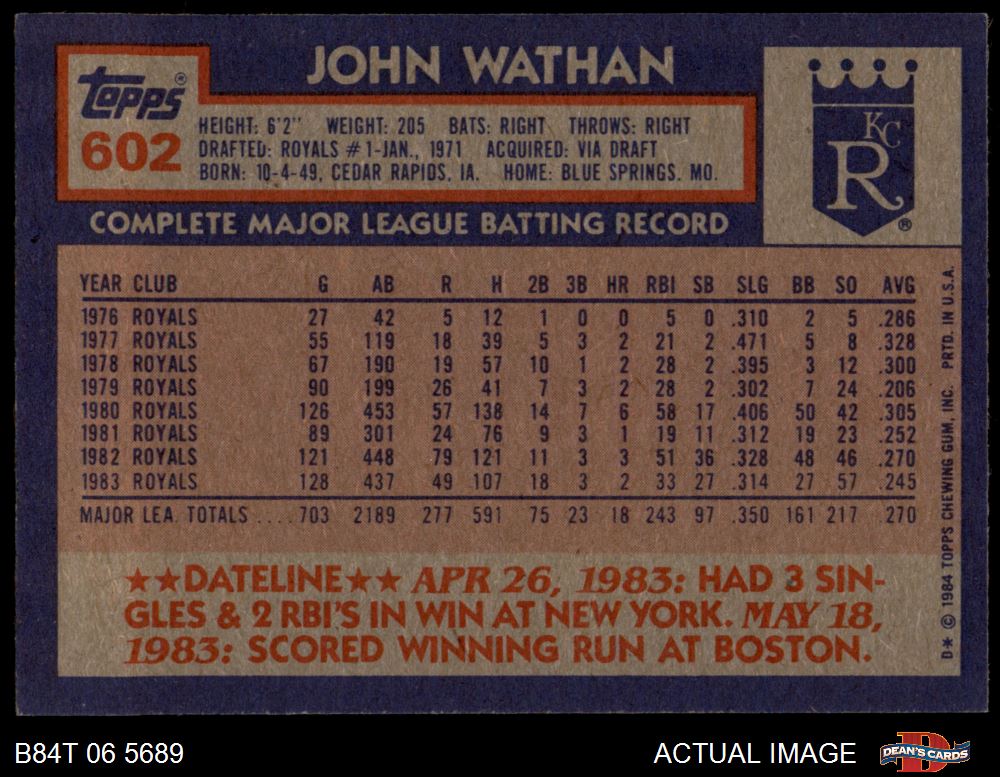 JOHN WATHAN
Topps®
602
HEIGHT: 6'2" WEIGHT: 205 BATS: RIGHT THROWS: RIGHT
DRAFTED: ROYALS #1-JAN., 1971 ACQUIRED: VIA DRAFT
BORN: 10-4-49, CEDAR RAPIDS, IA. HOME: BLUE SPRINGS. MO.
KC
R
®
COMPLETE MAJOR LEAGUE BATTING RECORD
YEAR CLUB G AB R H 2B 3B HR RBI SB SLG BB SO AVG
1976 ROYALS 27 42 5 12 1 0 0 5 0 .310 2 5 .286
1977 ROYALS 55 119 18 39 5 3 2 21 2 .471 5 8 .328
1978 ROYALS 67 190 19 57 10 1 2 28 2 .395 3 12 .300
1979 ROYALS 90 199 26 41 7 3 2 28 2 .302 7 24 .206
1980 ROYALS 126 453 57 138 14 7 6 58 17 .406 50 42 .305
1981 ROYALS 89 301 24 76 9 3 1 19 11 .312 19 23 .252
1982 ROYALS 121 448 79 121 11 3 3 51 36 .328 48 46 .270
1983 ROYALS 128 437 49 107 18 3 2 33 27 .314 27 57 .245
MAJOR LEA. TOTALS .... 703 2189 277 591 75 23 18 243 97 .350 161 217 .270
★★DATELINE★★ APR 26, 1983: HAD 3 SIN-
GLES & 2 RBI'S IN WIN AT NEW YORK. MAY 18,
1983: SCORED WINNING RUN AT BOSTON.
D* © 1984 TOPPS CHEWING GUM, INC. PRTD. IN U.S.A.
B84T 06 5689
ACTUAL IMAGE
D
DEAN'S CARDS